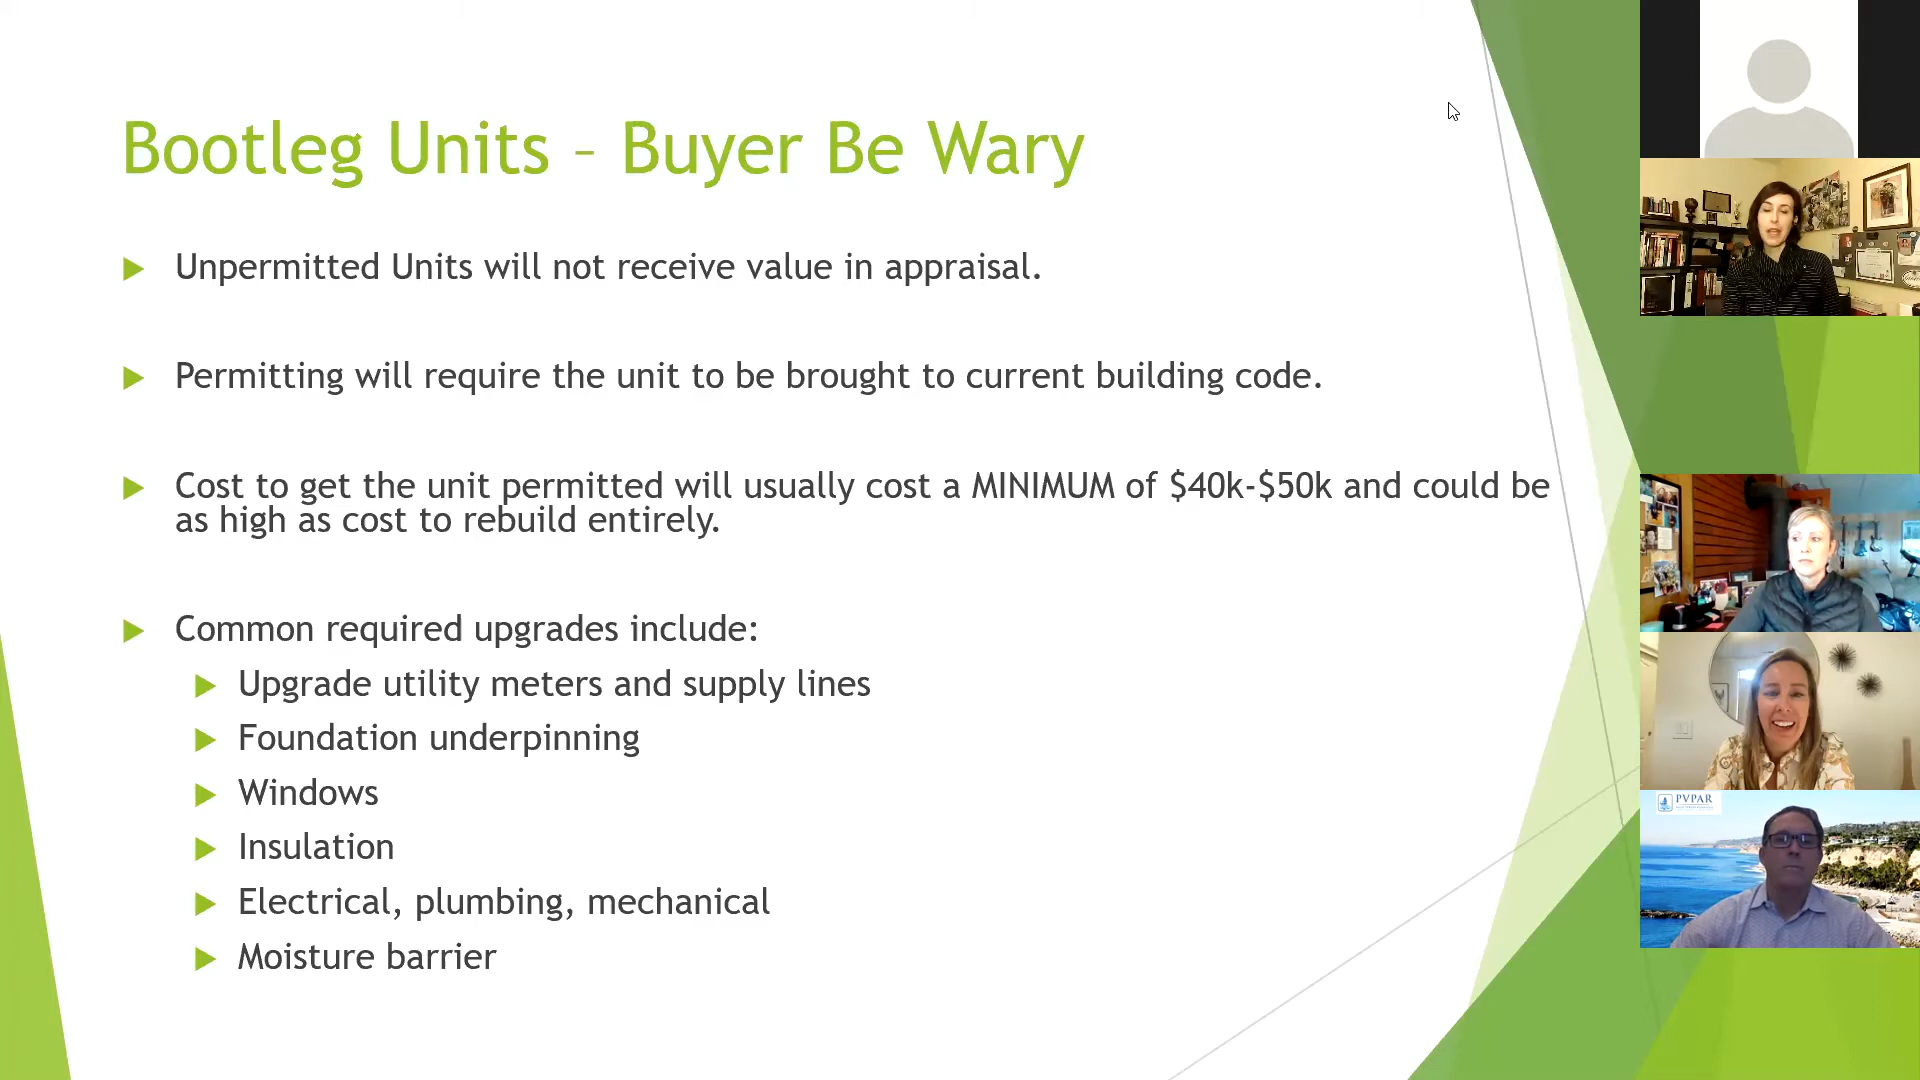 Bootleg Units – Buyer Be Wary
Unpermitted Units will not receive value in appraisal.
Permitting will require the unit to be brought to current building code.
Cost to get the unit permitted will usually cost a MINIMUM of $40k-$50k and could be
as high as cost to rebuild entirely.
Common required upgrades include:
Upgrade utility meters and supply lines
Foundation underpinning
Windows
Insulation
Electrical, plumbing, mechanical
Moisture barrier
PVPAR